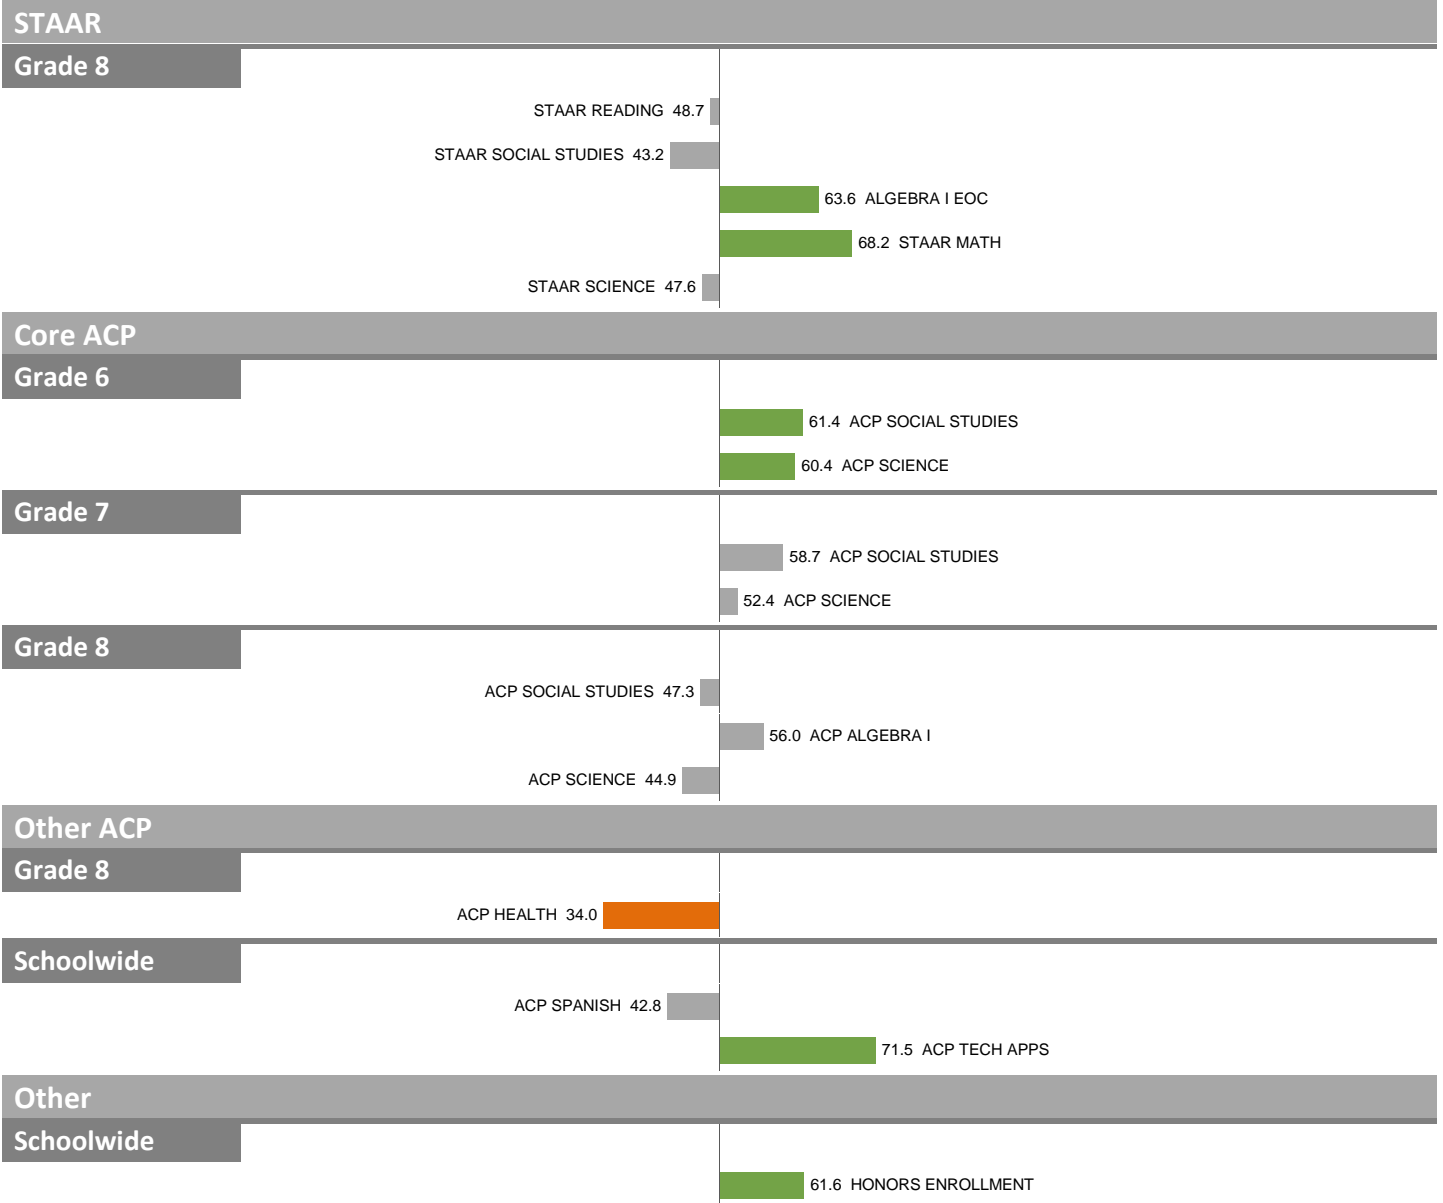 STAAR
Grade 8
STAAR READING 48.7
STAAR SOCIAL STUDIES 43.2
63.6 ALGEBRA I EOC
68.2 STAAR MATH
STAAR SCIENCE 47.6
Core ACP
Grade 6
61.4 ACP SOCIAL STUDIES
60.4 ACP SCIENCE
Grade 7
58.7 ACP SOCIAL STUDIES
52.4 ACP SCIENCE
Grade 8
ACP SOCIAL STUDIES 47.3
56.0 ACP ALGEBRA I
ACP SCIENCE 44.9
Other ACP
Grade 8
ACP HEALTH 34.0
Schoolwide
ACP SPANISH 42.8
71.5 ACP TECH APPS
Other
Schoolwide
61.6 HONORS ENROLLMENT